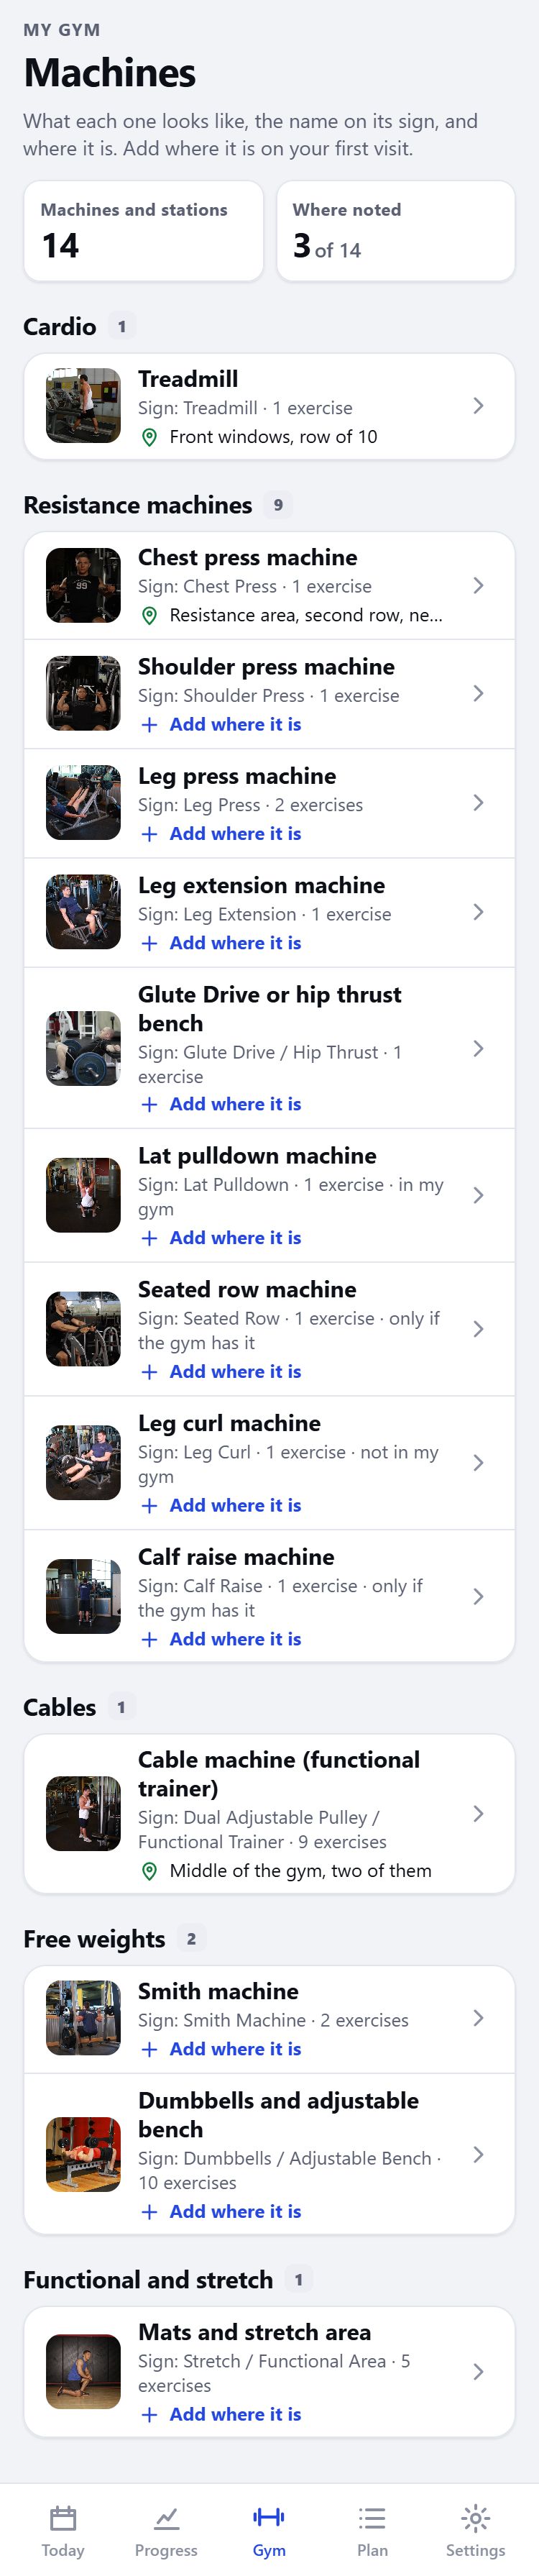 MY GYM
Machines
What each one looks like, the name on its sign, and
where it is. Add where it is on your first visit.
Machines and stations
14
Where noted
3 of 14
Cardio 1
Treadmill
Sign: Treadmill · 1 exercise
Front windows, row of 10
Resistance machines 9
Chest press machine
Sign: Chest Press · 1 exercise
Resistance area, second row, ne...
Shoulder press machine
Sign: Shoulder Press · 1 exercise
Add where it is
Leg press machine
Sign: Leg Press · 2 exercises
Add where it is
Leg extension machine
Sign: Leg Extension · 1 exercise
Add where it is
Glute Drive or hip thrust
bench
Sign: Glute Drive / Hip Thrust · 1
exercise
Add where it is
Lat pulldown machine
Sign: Lat Pulldown · 1 exercise · in my
gym
Add where it is
Seated row machine
Sign: Seated Row · 1 exercise · only if
the gym has it
Add where it is
Leg curl machine
Sign: Leg Curl · 1 exercise · not in my
gym
Add where it is
Calf raise machine
Sign: Calf Raise · 1 exercise · only if
the gym has it
Add where it is
Cables 1
Cable machine (functional
trainer)
Sign: Dual Adjustable Pulley /
Functional Trainer · 9 exercises
Middle of the gym, two of them
Free weights 2
Smith machine
Sign: Smith Machine · 2 exercises
Add where it is
Dumbbells and adjustable
bench
Sign: Dumbbells / Adjustable Bench ·
10 exercises
Add where it is
Functional and stretch 1
Mats and stretch area
Sign: Stretch / Functional Area · 5
exercises
Add where it is
Today
Progress
Gym
Plan
Settings